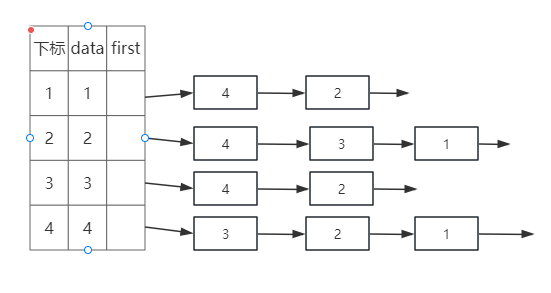 下标 data first
1 1 4 2
2 2 4 3 1
3 3 4 2
4 4 3 2 1